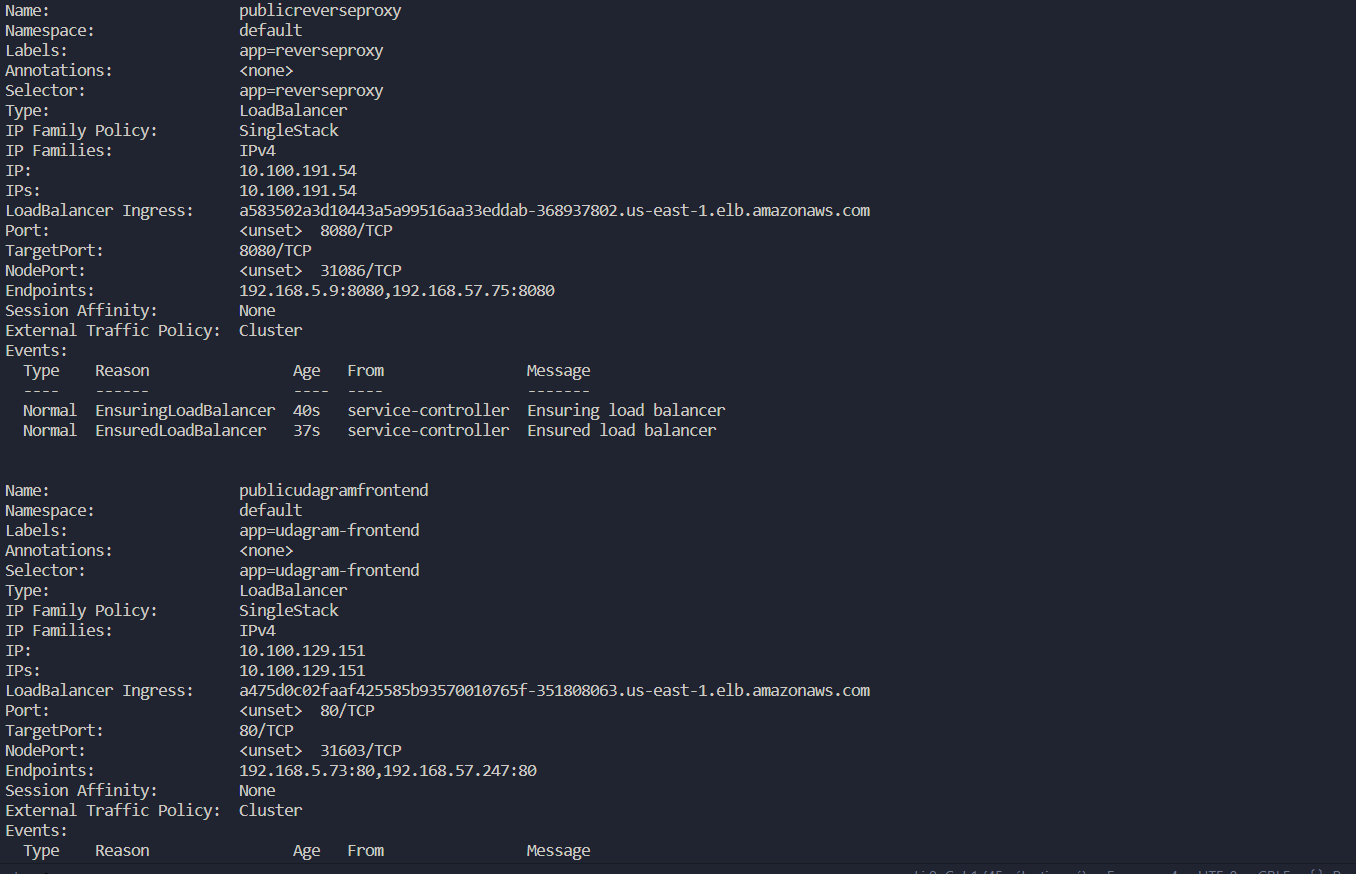 Name:                     publicreverseproxy
Namespace:                default
Labels:                   app=reverseproxy
Annotations:              <none>
Selector:                 app=reverseproxy
Type:                     LoadBalancer
IP Family Policy:         SingleStack
IP Families:              IPv4
IP:                       10.100.191.54
IPs:                      10.100.191.54
LoadBalancer Ingress:     a583502a3d10443a5a99516aa33eddab-368937802.us-east-1.elb.amazonaws.com
Port:                     <unset>  8080/TCP
TargetPort:               8080/TCP
NodePort:                 <unset>  31086/TCP
Endpoints:                192.168.5.9:8080,192.168.57.75:8080
Session Affinity:         None
External Traffic Policy:  Cluster
Events:
  Type    Reason                Age   From                Message
  ----    ------                ----  ----                -------
  Normal  EnsuringLoadBalancer  40s   service-controller  Ensuring load balancer
  Normal  EnsuredLoadBalancer   37s   service-controller  Ensured load balancer
Name:                     publicudagramfrontend
Namespace:                default
Labels:                   app=udagram-frontend
Annotations:              <none>
Selector:                 app=udagram-frontend
Type:                     LoadBalancer
IP Family Policy:         SingleStack
IP Families:              IPv4
IP:                       10.100.129.151
IPs:                      10.100.129.151
LoadBalancer Ingress:     a475d0c02faaf425585b93570010765f-351808063.us-east-1.elb.amazonaws.com
Port:                     <unset>  80/TCP
TargetPort:               80/TCP
NodePort:                 <unset>  31603/TCP
Endpoints:                192.168.5.73:80,192.168.57.247:80
Session Affinity:         None
External Traffic Policy:  Cluster
Events:
  Type    Reason                Age   From                Message